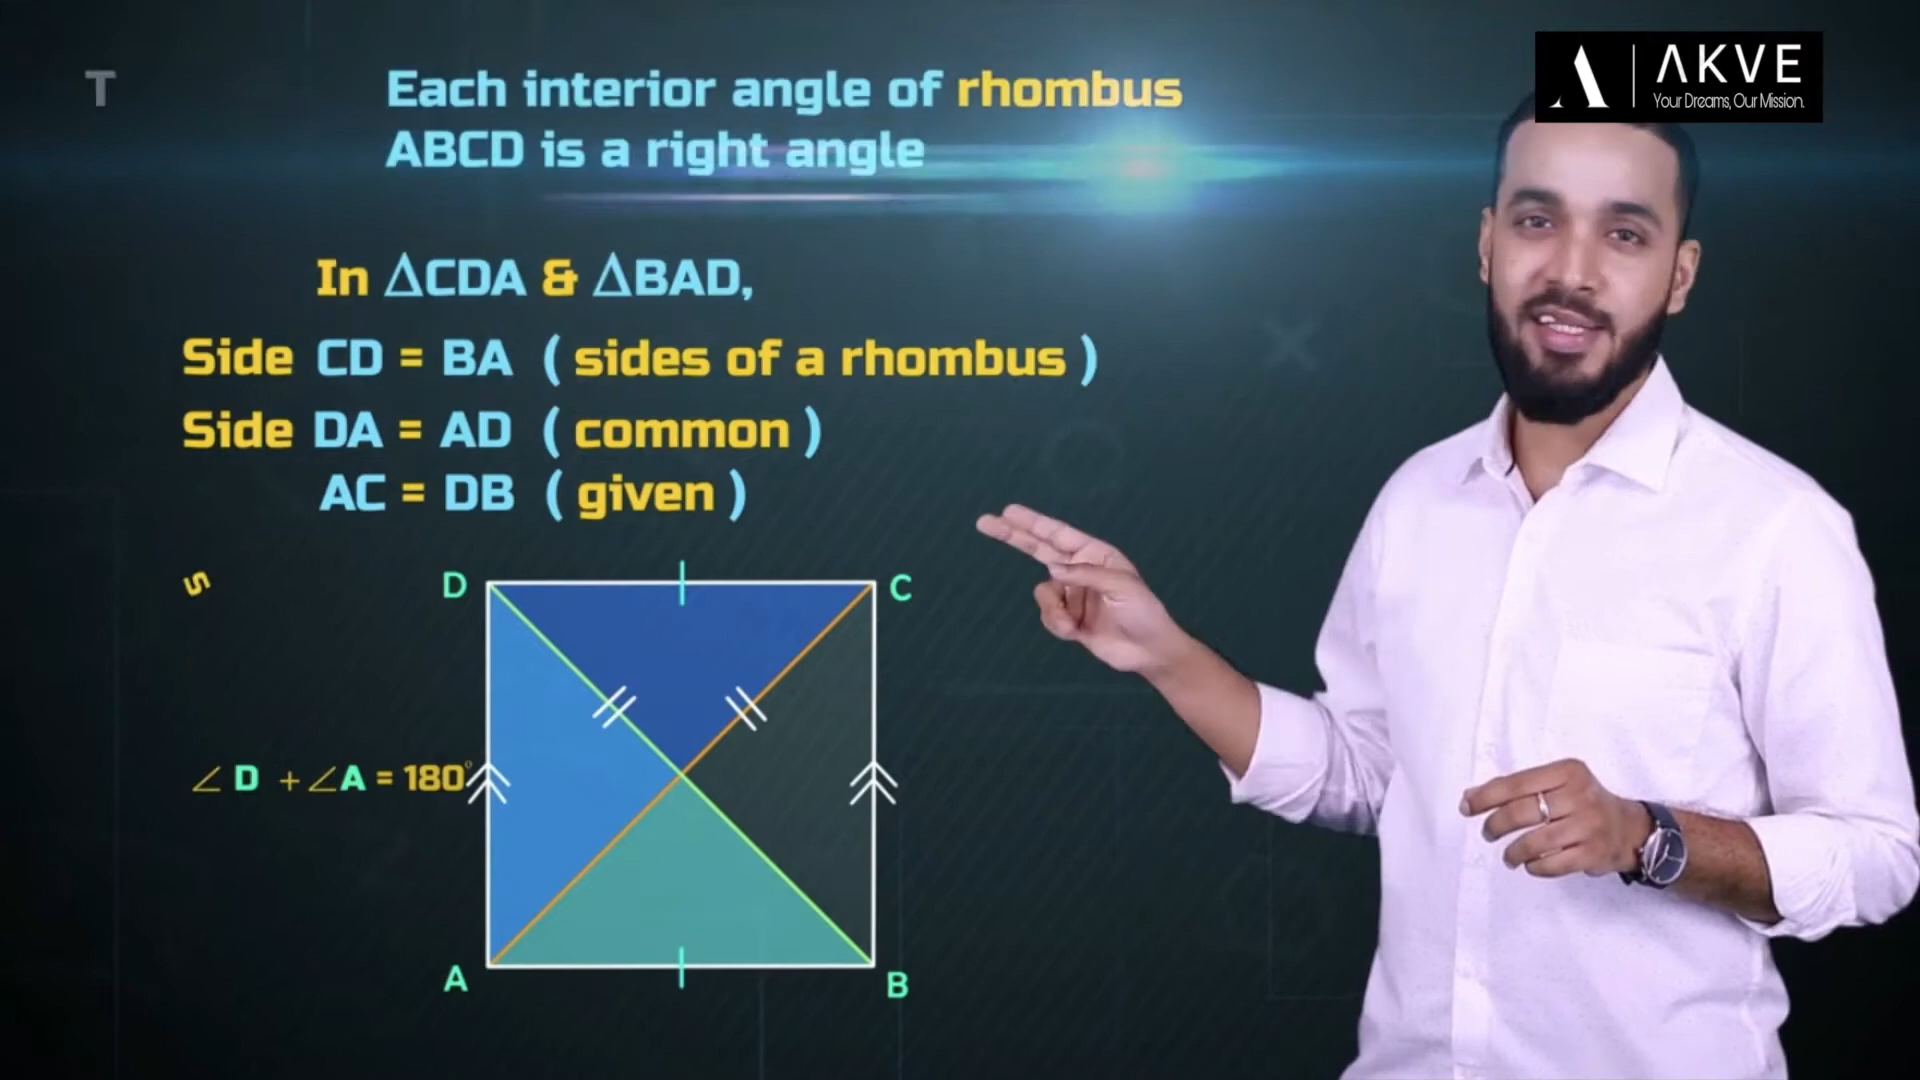 T
Each interior angle of rhombus
ABCD is a right angle
AKVE
Your Dreams, Our Mission.
In △CDA & △BAD,
Side CD = BA ( sides of a rhombus )
Side DA = AD ( common )
AC = DB ( given )
S
D
C
∠ D + ∠A = 180°
A
B